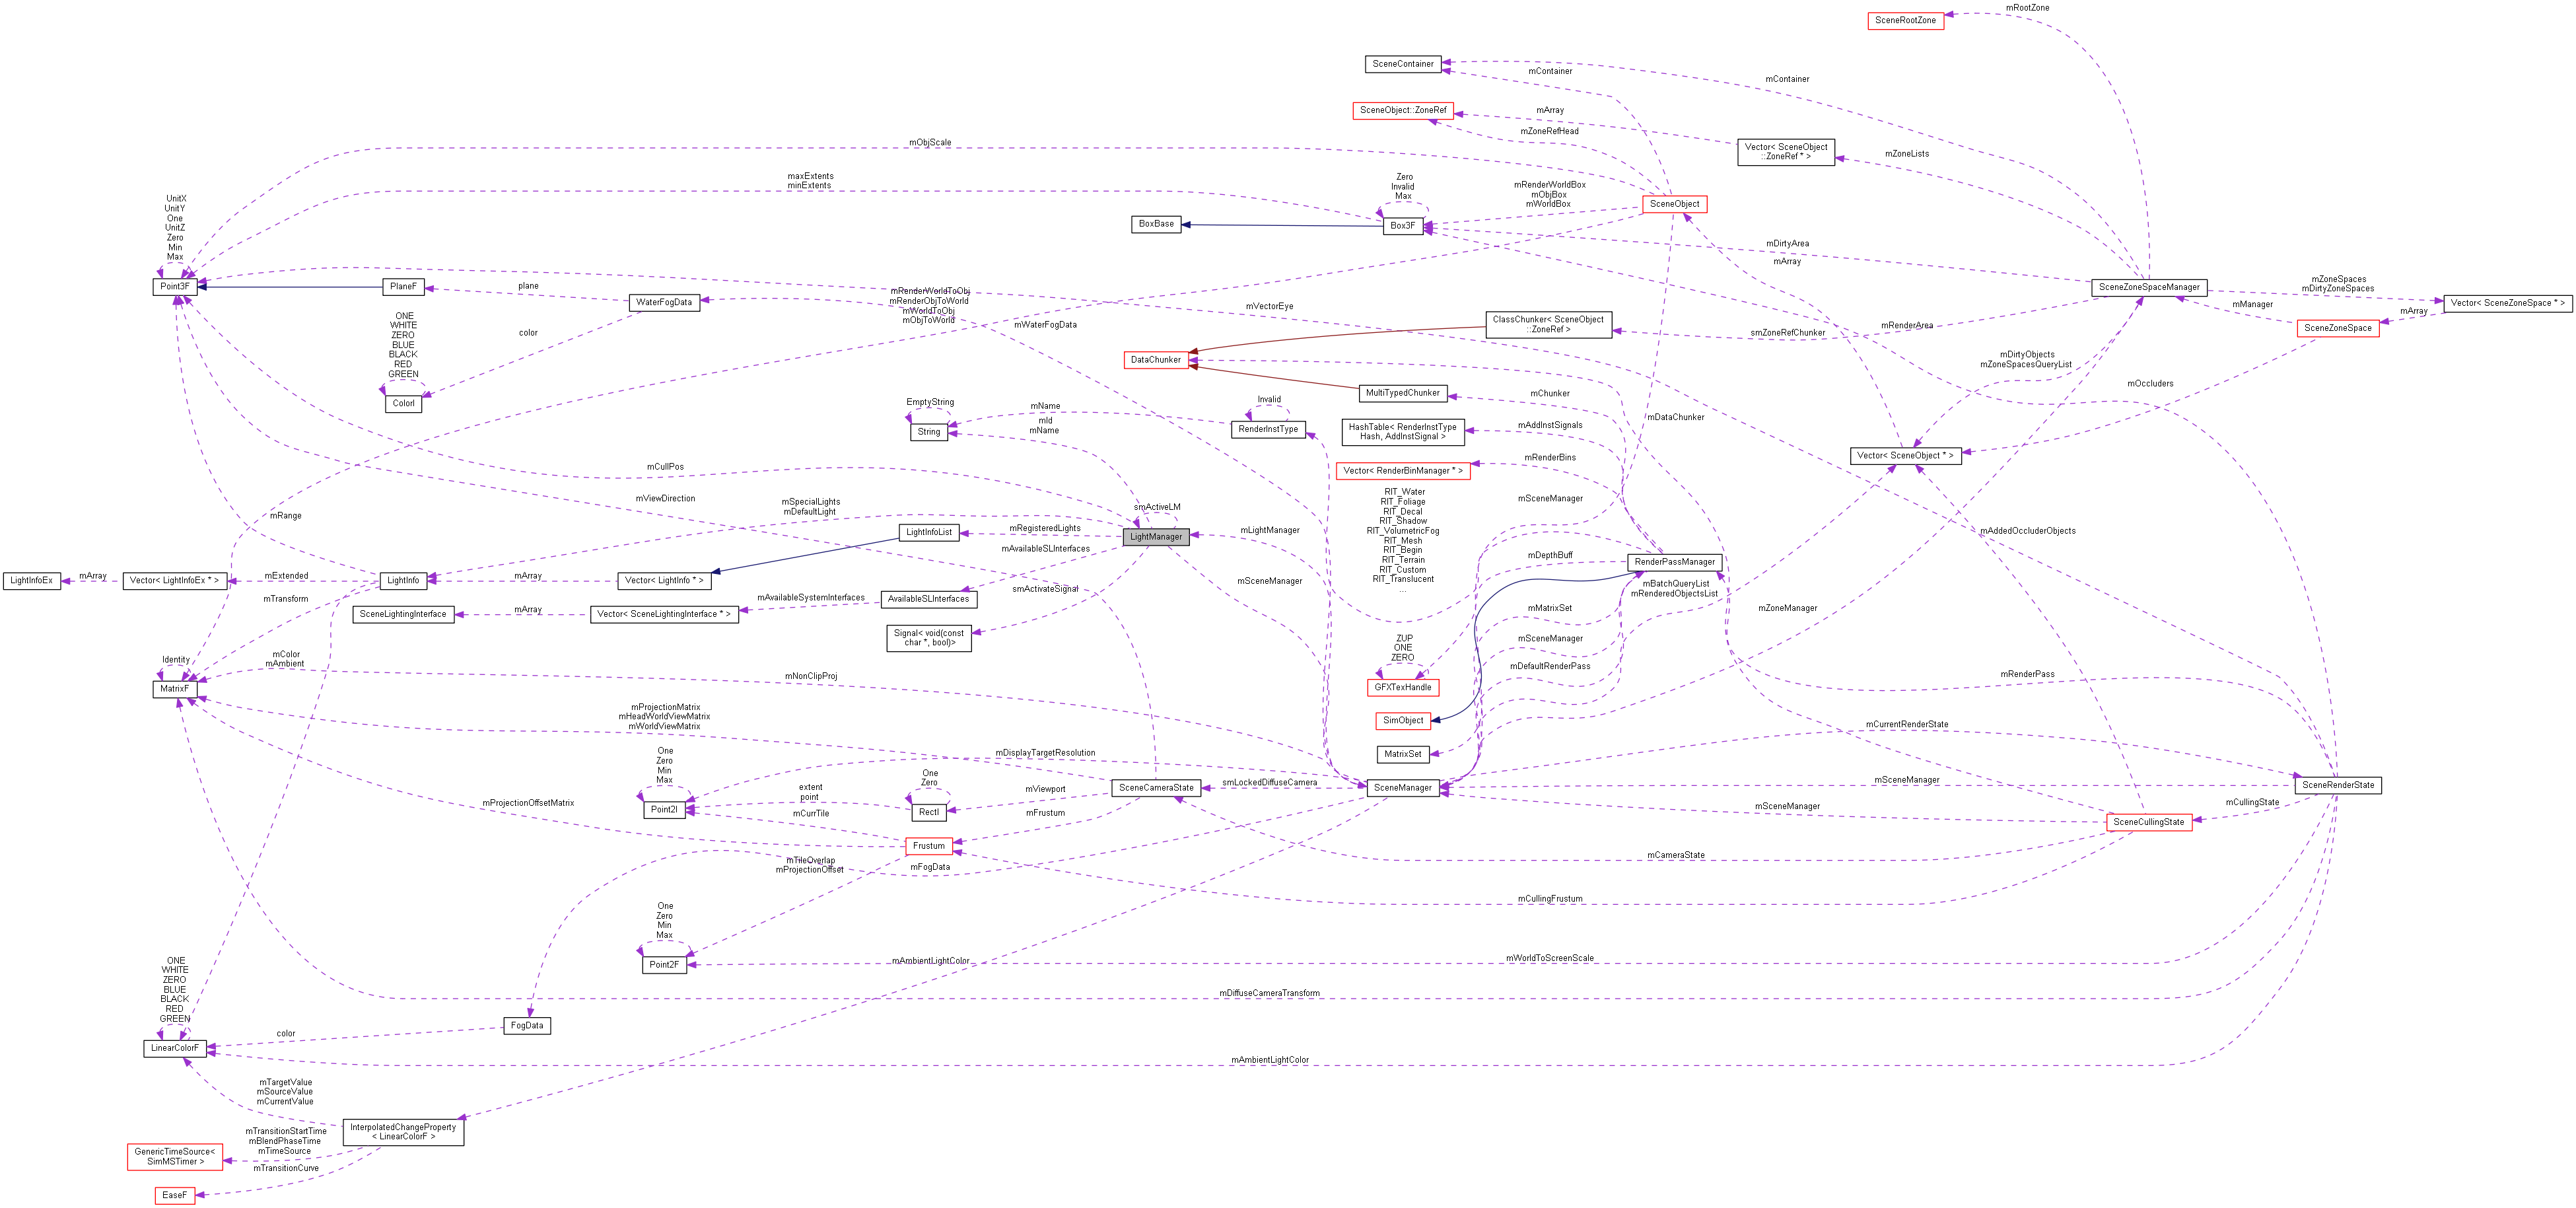 mRootZone
SceneRootZone
SceneContainer
mContainer
mContainer
SceneObject::ZoneRef
mArray
mZoneRefHead
Vector< SceneObject
::ZoneRef * >
mZoneLists
mObjScale
maxExtents
minExtents
Zero
Invalid
Max
mRenderWorldBox
mObjBox
mWorldBox
SceneObject
UnitX
UnitY
One
UnitZ
Zero
Min
Max
BoxBase
Box3F
mDirtyArea
mArray
Point3F
PlaneF
plane
WaterFogData
mRenderWorldToObj
mRenderObjToWorld
mWorldToObj
mObjToWorld
mWaterFogData
mVectorEye
SceneZoneSpaceManager
mZoneSpaces
mDirtyZoneSpaces
Vector< SceneZoneSpace * >
mManager
mArray
SceneZoneSpace
ONE
WHITE
ZERO
BLUE
BLACK
RED
GREEN
color
ColorI
ClassChunker< SceneObject
::ZoneRef >
smZoneRefChunker
mRenderArea
DataChunker
mDirtyObjects
mZoneSpacesQueryList
mOccluders
MultiTypedChunker
mChunker
mDataChunker
EmptyString
String
mName
mId
mName
Invalid
RenderInstType
HashTable< RenderInstType
Hash, AddInstSignal >
mAddInstSignals
Vector< RenderBinManager * >
mRenderBins
Vector< SceneObject * >
mCullPos
mViewDirection
mSpecialLights
mDefaultLight
mRange
smActiveLM
LightManager
LightInfoList
mRegisteredLights
mLightManager
RIT_Water
RIT_Foliage
RIT_Decal
RIT_Shadow
RIT_VolumetricFog
RIT_Mesh
RIT_Begin
RIT_Terrain
RIT_Custom
RIT_Translucent
...
mSceneManager
mAddedOccluderObjects
mAvailableSLInterfaces
mSceneManager
mDepthBuff
RenderPassManager
LightInfoEx
mArray
Vector< LightInfoEx * >
mExtended
LightInfo
mArray
Vector< LightInfo * >
smActivateSignal
mBatchQueryList
mRenderedObjectsList
mTransform
SceneLightingInterface
mArray
Vector< SceneLightingInterface * >
mAvailableSystemInterfaces
AvailableSLInterfaces
mMatrixSet
mZoneManager
Signal< void(const
char *, bool)>
ZUP
ONE
ZERO
mSceneManager
mDefaultRenderPass
Identity
MatrixF
mColor
mAmbient
mNonClipProj
GFXTexHandle
mRenderPass
SimObject
mProjectionMatrix
mHeadWorldViewMatrix
mWorldViewMatrix
MatrixSet
mCurrentRenderState
One
Zero
Min
Max
mDisplayTargetResolution
One
Zero
Point2I
extent
point
mCurrTile
RectI
mViewport
SceneCameraState
smLockedDiffuseCamera
SceneManager
mSceneManager
SceneRenderState
mProjectionOffsetMatrix
mFrustum
mSceneManager
mCullingState
SceneCullingState
Frustum
mTileOverlap
mProjectionOffset
mFogData
mCameraState
mCullingFrustum
One
Zero
Min
Max
Point2F
mAmbientLightColor
mWorldToScreenScale
mDiffuseCameraTransform
ONE
WHITE
ZERO
BLUE
BLACK
RED
GREEN
LinearColorF
color
FogData
mAmbientLightColor
mTargetValue
mSourceValue
mCurrentValue
InterpolatedChangeProperty
< LinearColorF >
GenericTimeSource<
SimMSTimer >
mTransitionStartTime
mBlendPhaseTime
mTimeSource
mTransitionCurve
EaseF